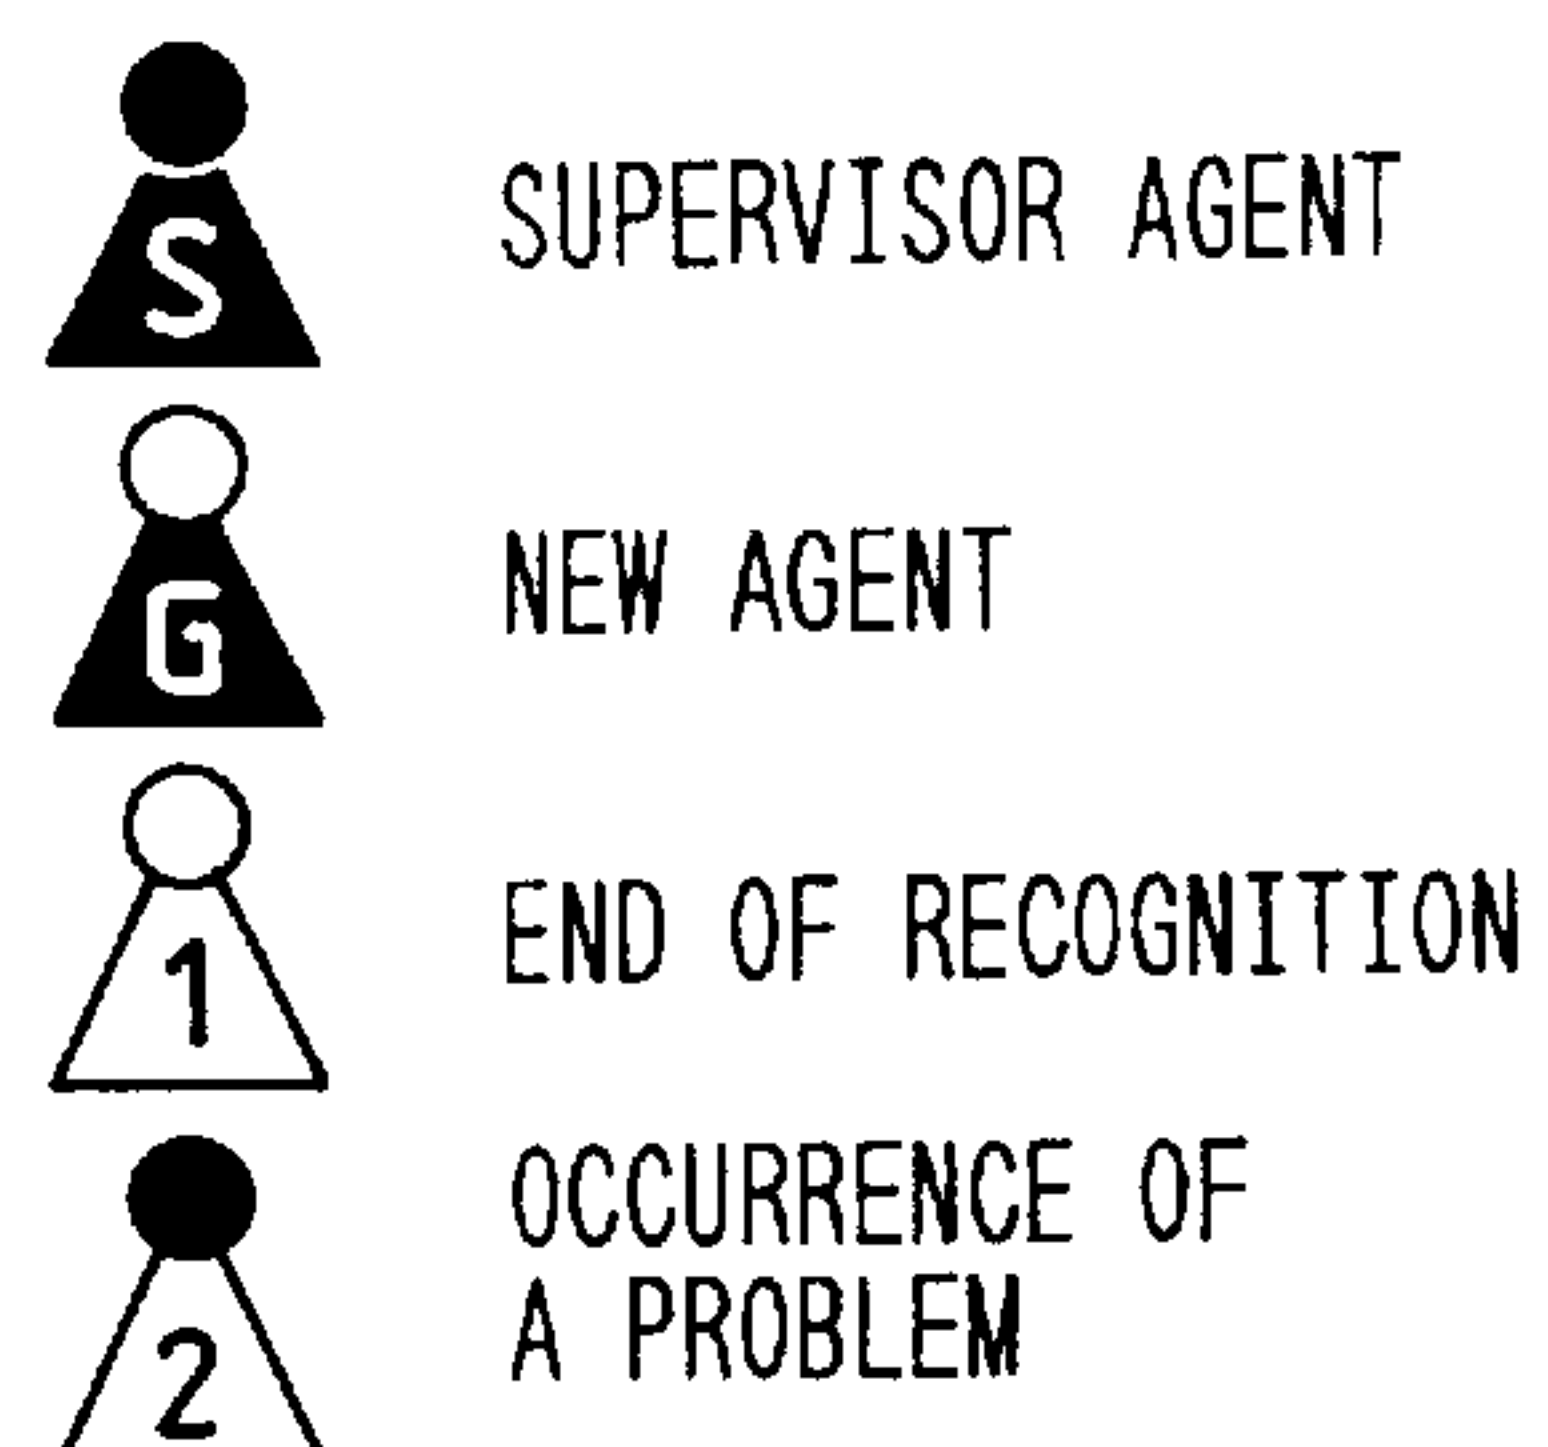 S
SUPERVISOR AGENT
G
NEW AGENT
1
END OF RECOGNITION
2
OCCURRENCE OF
A PROBLEM